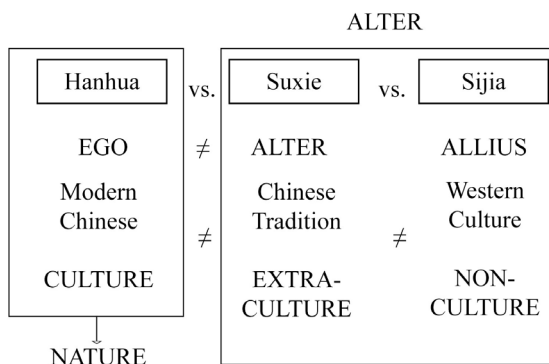 ALTER
Hanhua vs. Suxie vs. Sijia
EGO ≠ ALTER ALLIUS
Modern Chinese Western
Chinese Tradition Culture
≠ ≠
CULTURE EXTRA- NON-
CULTURE CULTURE
NATURE